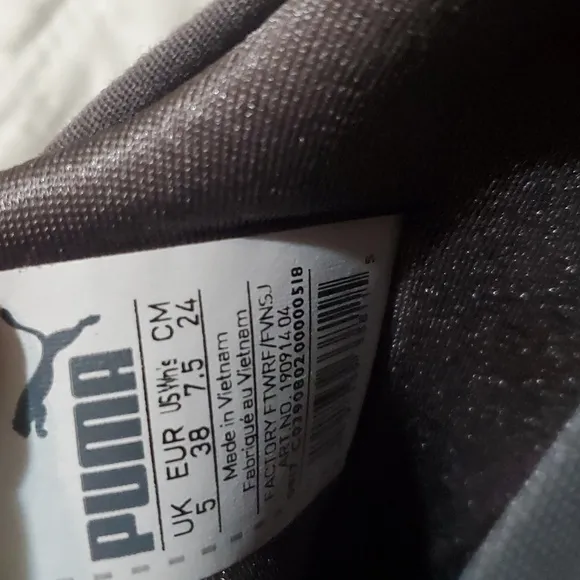 PUMA
UK EUR US Wn's CM
5 38 7.5 24
Made in Vietnam
Fabriqué au Vietnam
FACTORY FTWRF/FVNSJ
ART.NO. 190914 04